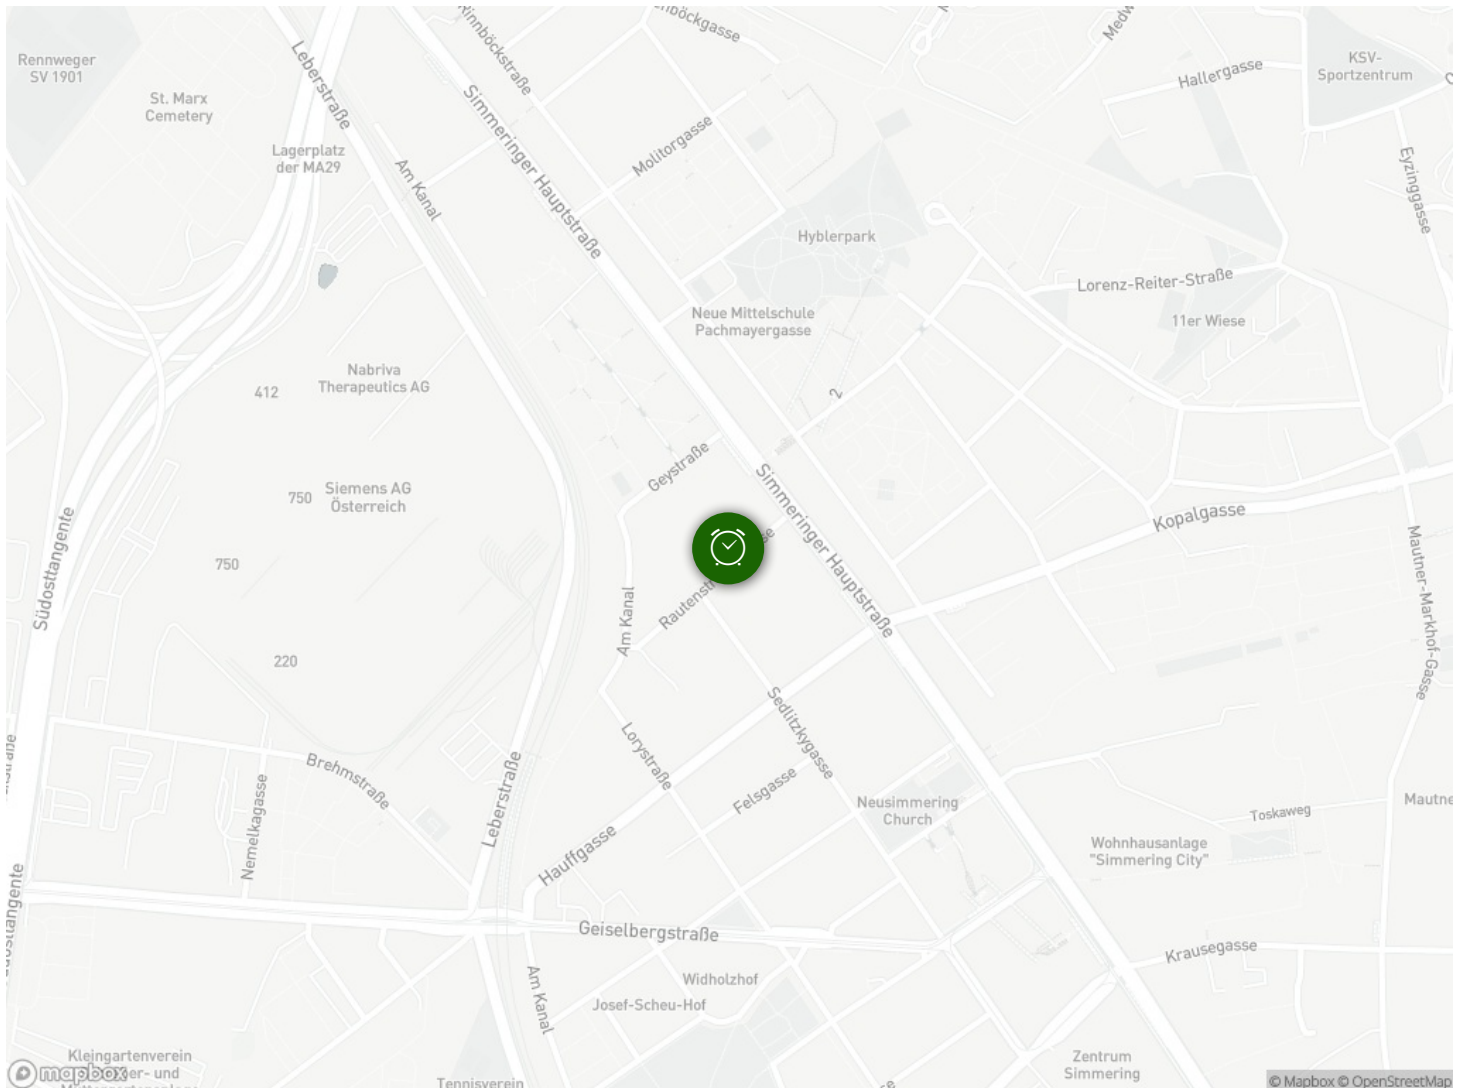 Rennweger
SV 1901
St. Marx
Cemetery
Lagerplatz
der MA29
Leberstraße
Rinnböckstraße
Simmeringer Hauptstraße
Molitorgasse
Am Kanal
Hallergasse
KSV-
Sportzentrum
Eyzinggasse
Hyblerpark
Lorenz-Reiter-Straße
11er Wiese
Neue Mittelschule
Pachmayergasse
Nabriva
Therapeutics AG
412
2
Geystraße
Simmeringer Hauptstraße
750
Siemens AG
Österreich
Südosttangente
750
220
Kopalgasse
Mautner-Markhof-Gasse
Am Kanal
Sedlitzkygasse
Lorystraße
Brehmstraße
Nemelkagasse
Leberstraße
Felsgasse
Hauffgasse
Neusimmering
Church
Toskaweg
Wohnhausanlage
"Simmering City"
Geiselbergstraße
Krausegasse
Widholzhof
Josef-Scheu-Hof
Am Kanal
Kleingartenverein
Zentrum
Simmering
Tennisverein
mapbox
© Mapbox © OpenStreetMap